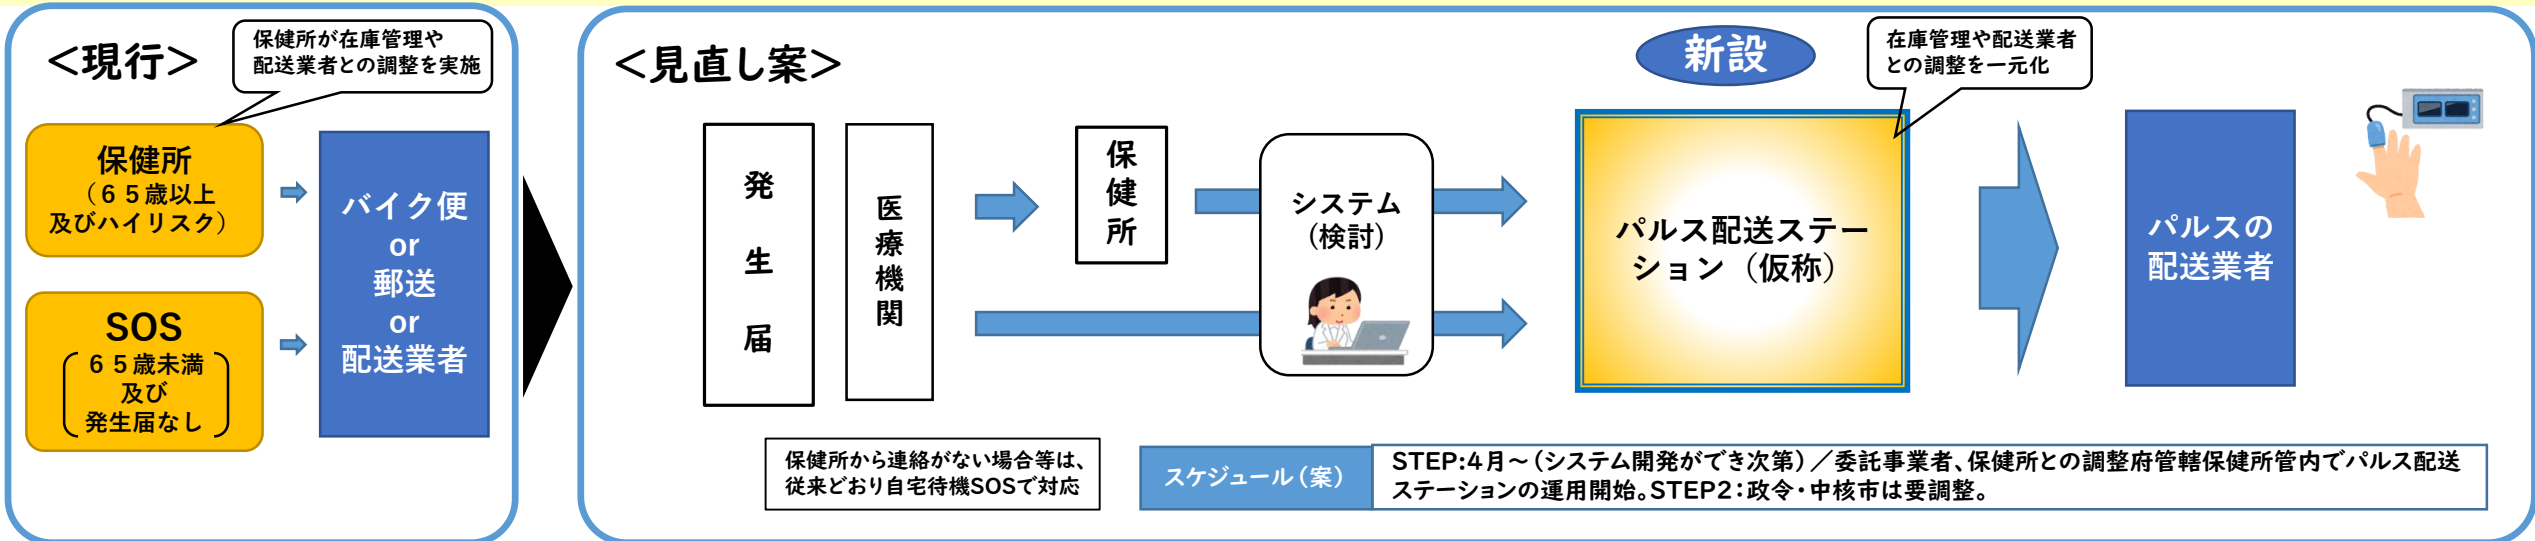 <現行>
保健所が在庫管理や
配送業者との調整を実施
保健所
（６５歳以上
及びハイリスク）
SOS
６５歳未満
及び
発生届なし
バイク便
or
郵送
or
配送業者
<見直し案>
発生届
医療機関
保健所
システム
(検討)
新設
在庫管理や配送業者
との調整を一元化
パルス配送ステー
ション（仮称）
パルスの
配送業者
保健所から連絡がない場合等は、
従来どおり自宅待機SOSで対応
スケジュール（案）
STEP:4月～（システム開発ができ次第）／委託事業者、保健所との調整府管轄保健所管内でパルス配送
ステーションの運用開始。STEP2：政令・中核市は要調整。